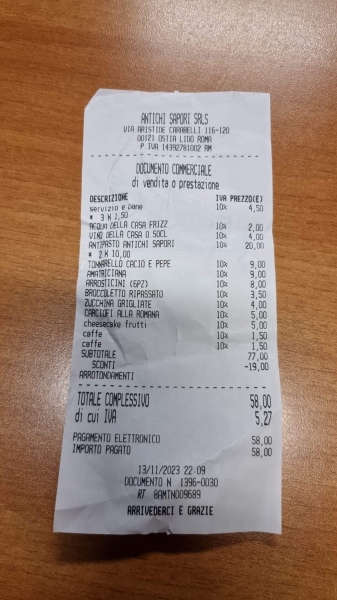 ANTICHI SAPORI SRLS
VIA ARISTIDE CARABELLI 116-120
00121 OSTIA LIDO ROMA
P IVA 14392781002 RM
DOCUMENTO COMMERCIALE
di vendita o prestazione
DESCRIZIONE IVA PREZZO(€)
servizio e pane 10% 4,50
* 3 X 1,50
ACQUA DELLA CASA FRIZZ 10% 2,00
VINO DELLA CASA 0.50CL 10% 4,00
ANTIPASTO ANTICHI SAPORI 10% 20,00
* 2 X 10,00
TONNARELLO CACIO E PEPE 10% 9,00
AMATRICIANA 10% 9,00
ARROSTICINI (6PZ) 10% 8,00
BROCCOLETTO RIPASSATO 10% 3,50
ZUCCHINA GRIGLIATE 10% 4,00
CARCIOFI ALLA ROMANA 10% 5,00
cheesecake frutti 10% 5,00
caffe 10% 1,50
caffe 10% 1,50
SUBTOTALE 77,00
SCONTI -19,00
ARROTONDAMENTI
TOTALE COMPLESSIVO 58,00
di cui IVA 5,27
PAGAMENTO ELETTRONICO 58,00
IMPORTO PAGATO 58,00
13/11/2023 22:09
DOCUMENTO N 1396-0030
RT 8AMTN009689
ARRIVEDERCI E GRAZIE